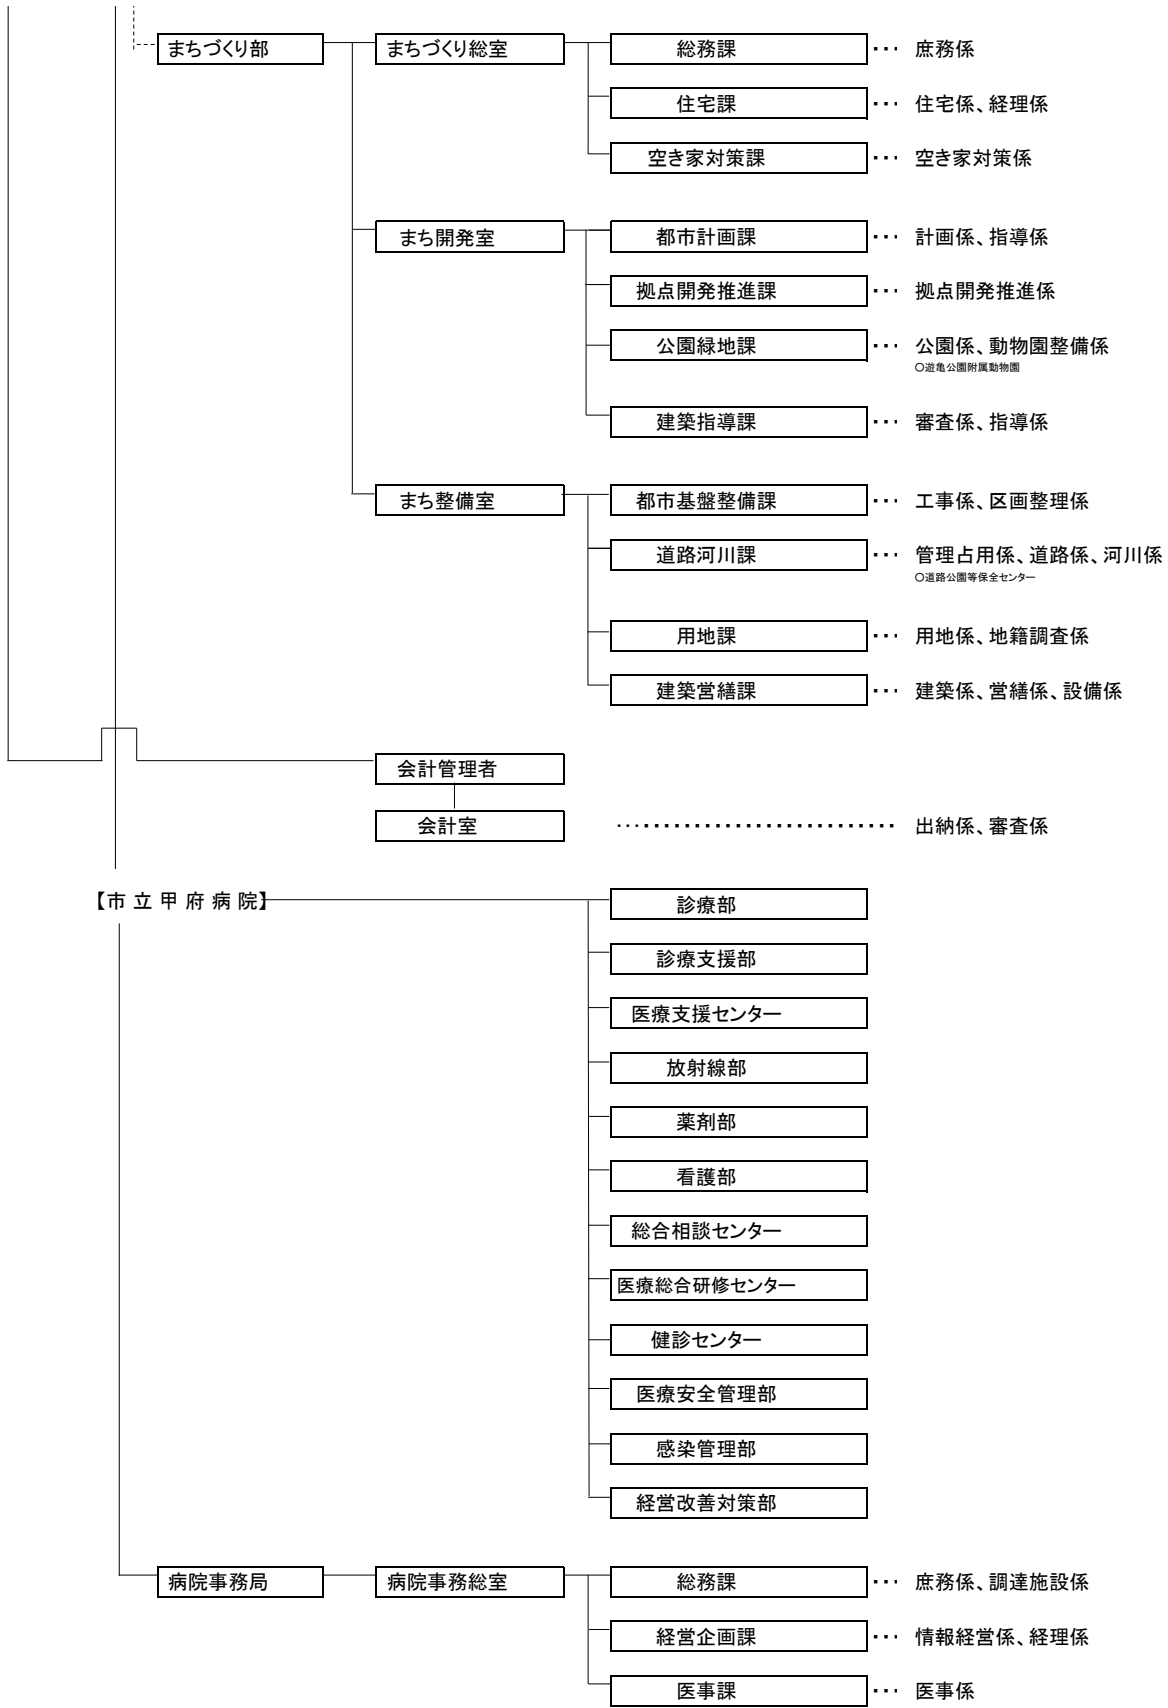 まちづくり部 まちづくり総室 総務課 ・・・ 庶務係
住宅課 ・・・ 住宅係、経理係
空き家対策課 ・・・ 空き家対策係
まち開発室 都市計画課 ・・・ 計画係、指導係
拠点開発推進課 ・・・ 拠点開発推進係
公園緑地課 ・・・ 公園係、動物園整備係
○遊亀公園附属動物園
建築指導課 ・・・ 審査係、指導係
まち整備室 都市基盤整備課 ・・・ 工事係、区画整理係
道路河川課 ・・・ 管理占用係、道路係、河川係
○道路公園等保全センター
用地課 ・・・ 用地係、地籍調査係
建築営繕課 ・・・ 建築係、営繕係、設備係
会計管理者
会計室 ・・・・・・・・・・・・・・・・・・・・・・・・・ 出納係、審査係
【市 立 甲 府 病 院】 診療部
診療支援部
医療支援センター
放射線部
薬剤部
看護部
総合相談センター
医療総合研修センター
健診センター
医療安全管理部
感染管理部
経営改善対策部
病院事務局 病院事務総室 総務課 ・・・ 庶務係、調達施設係
経営企画課 ・・・ 情報経営係、経理係
医事課 ・・・ 医事係